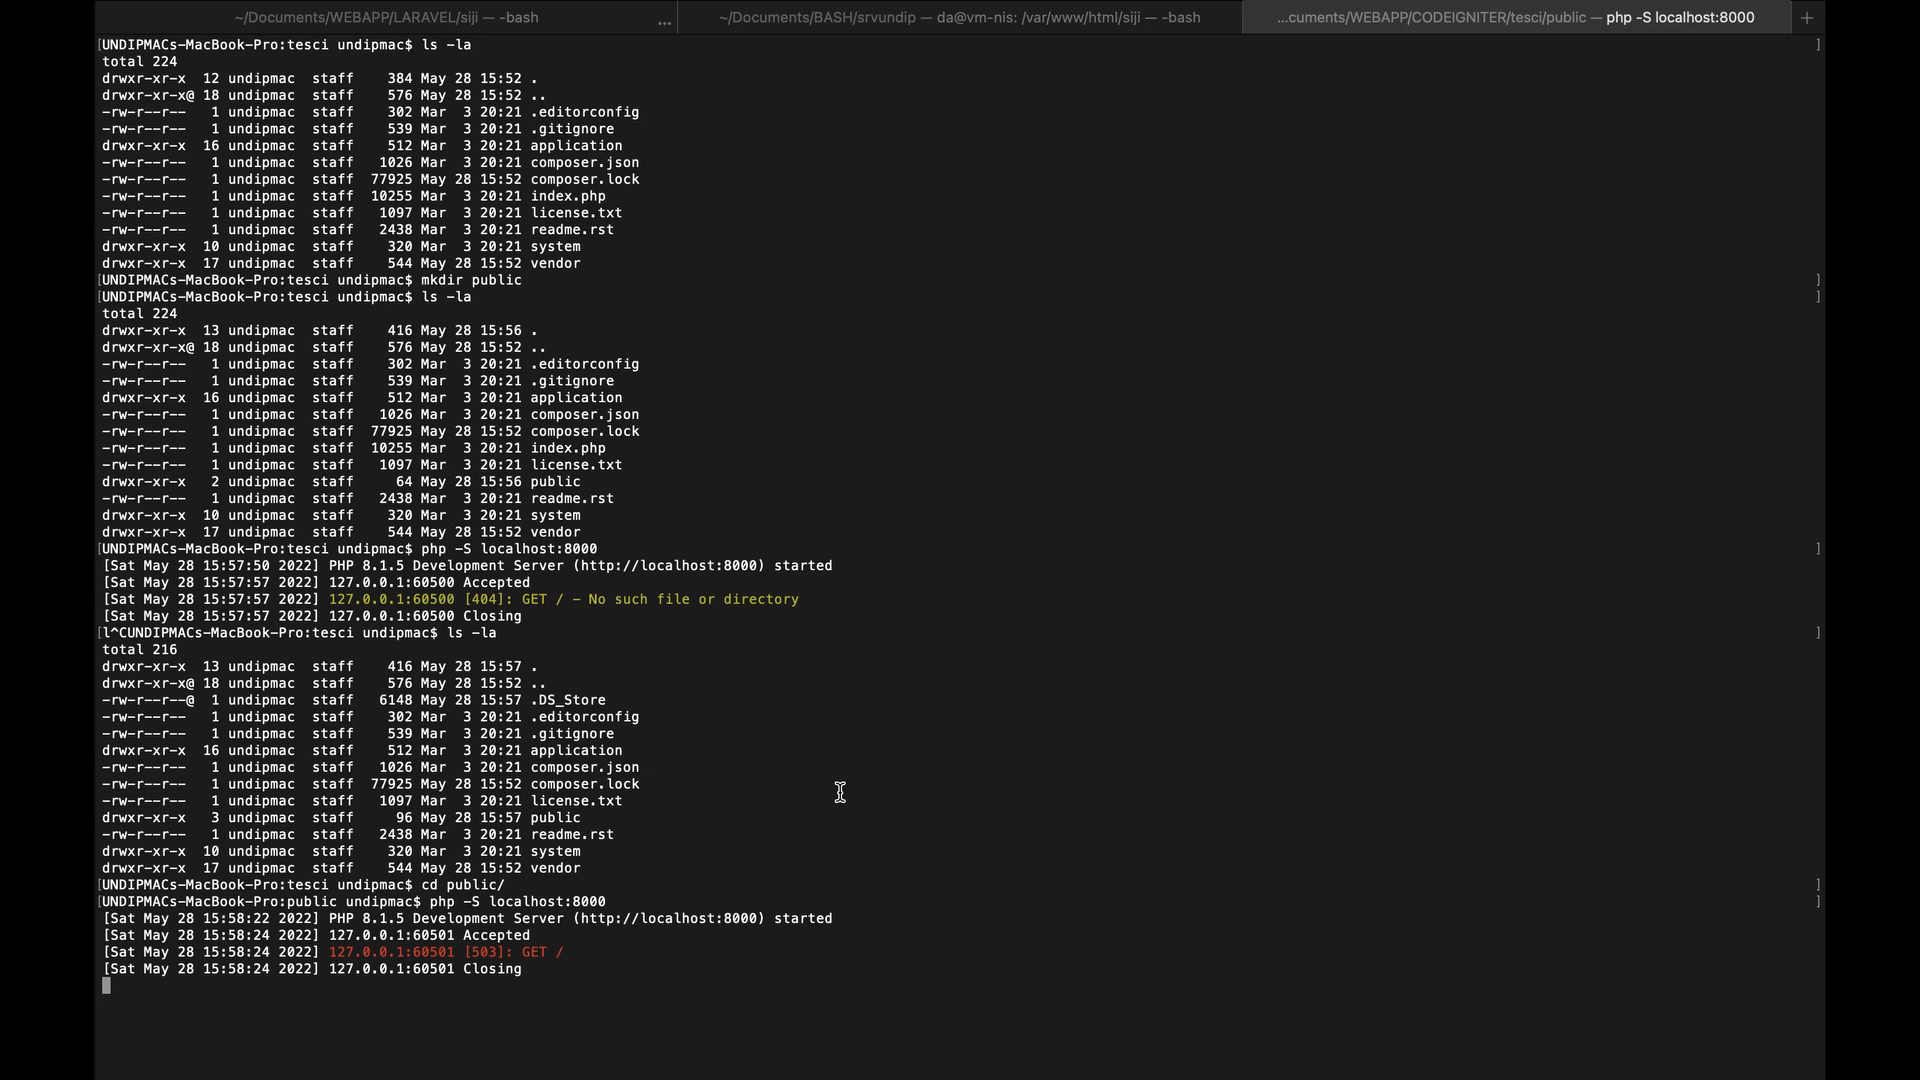 ~/Documents/WEBAPP/LARAVEL/siji — -bash ...
~/Documents/BASH/srvundip — da@vm-nis: /var/www/html/siji — -bash
...cuments/WEBAPP/CODEIGNITER/tesci/public — php -S localhost:8000 +
[UNDIPMACs-MacBook-Pro:tesci undipmac$ ls -la ]
total 224
drwxr-xr-x  12 undipmac  staff    384 May 28 15:52 .
drwxr-xr-x@ 18 undipmac  staff    576 May 28 15:52 ..
-rw-r--r--   1 undipmac  staff    302 Mar  3 20:21 .editorconfig
-rw-r--r--   1 undipmac  staff    539 Mar  3 20:21 .gitignore
drwxr-xr-x  16 undipmac  staff    512 Mar  3 20:21 application
-rw-r--r--   1 undipmac  staff   1026 Mar  3 20:21 composer.json
-rw-r--r--   1 undipmac  staff  77925 May 28 15:52 composer.lock
-rw-r--r--   1 undipmac  staff  10255 Mar  3 20:21 index.php
-rw-r--r--   1 undipmac  staff   1097 Mar  3 20:21 license.txt
-rw-r--r--   1 undipmac  staff   2438 Mar  3 20:21 readme.rst
drwxr-xr-x  10 undipmac  staff    320 Mar  3 20:21 system
drwxr-xr-x  17 undipmac  staff    544 May 28 15:52 vendor
[UNDIPMACs-MacBook-Pro:tesci undipmac$ mkdir public ]
[UNDIPMACs-MacBook-Pro:tesci undipmac$ ls -la ]
total 224
drwxr-xr-x  13 undipmac  staff    416 May 28 15:56 .
drwxr-xr-x@ 18 undipmac  staff    576 May 28 15:52 ..
-rw-r--r--   1 undipmac  staff    302 Mar  3 20:21 .editorconfig
-rw-r--r--   1 undipmac  staff    539 Mar  3 20:21 .gitignore
drwxr-xr-x  16 undipmac  staff    512 Mar  3 20:21 application
-rw-r--r--   1 undipmac  staff   1026 Mar  3 20:21 composer.json
-rw-r--r--   1 undipmac  staff  77925 May 28 15:52 composer.lock
-rw-r--r--   1 undipmac  staff  10255 Mar  3 20:21 index.php
-rw-r--r--   1 undipmac  staff   1097 Mar  3 20:21 license.txt
drwxr-xr-x   2 undipmac  staff     64 May 28 15:56 public
-rw-r--r--   1 undipmac  staff   2438 Mar  3 20:21 readme.rst
drwxr-xr-x  10 undipmac  staff    320 Mar  3 20:21 system
drwxr-xr-x  17 undipmac  staff    544 May 28 15:52 vendor
[UNDIPMACs-MacBook-Pro:tesci undipmac$ php -S localhost:8000 ]
[Sat May 28 15:57:50 2022] PHP 8.1.5 Development Server (http://localhost:8000) started
[Sat May 28 15:57:57 2022] 127.0.0.1:60500 Accepted
[Sat May 28 15:57:57 2022] 127.0.0.1:60500 [404]: GET / - No such file or directory
[Sat May 28 15:57:57 2022] 127.0.0.1:60500 Closing
[l^CUNDIPMACs-MacBook-Pro:tesci undipmac$ ls -la ]
total 216
drwxr-xr-x  13 undipmac  staff    416 May 28 15:57 .
drwxr-xr-x@ 18 undipmac  staff    576 May 28 15:52 ..
-rw-r--r--@  1 undipmac  staff   6148 May 28 15:57 .DS_Store
-rw-r--r--   1 undipmac  staff    302 Mar  3 20:21 .editorconfig
-rw-r--r--   1 undipmac  staff    539 Mar  3 20:21 .gitignore
drwxr-xr-x  16 undipmac  staff    512 Mar  3 20:21 application
-rw-r--r--   1 undipmac  staff   1026 Mar  3 20:21 composer.json
-rw-r--r--   1 undipmac  staff  77925 May 28 15:52 composer.lock
-rw-r--r--   1 undipmac  staff   1097 Mar  3 20:21 license.txt
drwxr-xr-x   3 undipmac  staff     96 May 28 15:57 public
-rw-r--r--   1 undipmac  staff   2438 Mar  3 20:21 readme.rst
drwxr-xr-x  10 undipmac  staff    320 Mar  3 20:21 system
drwxr-xr-x  17 undipmac  staff    544 May 28 15:52 vendor
[UNDIPMACs-MacBook-Pro:tesci undipmac$ cd public/ ]
[UNDIPMACs-MacBook-Pro:public undipmac$ php -S localhost:8000 ]
[Sat May 28 15:58:22 2022] PHP 8.1.5 Development Server (http://localhost:8000) started
[Sat May 28 15:58:24 2022] 127.0.0.1:60501 Accepted
[Sat May 28 15:58:24 2022] 127.0.0.1:60501 [503]: GET /
[Sat May 28 15:58:24 2022] 127.0.0.1:60501 Closing